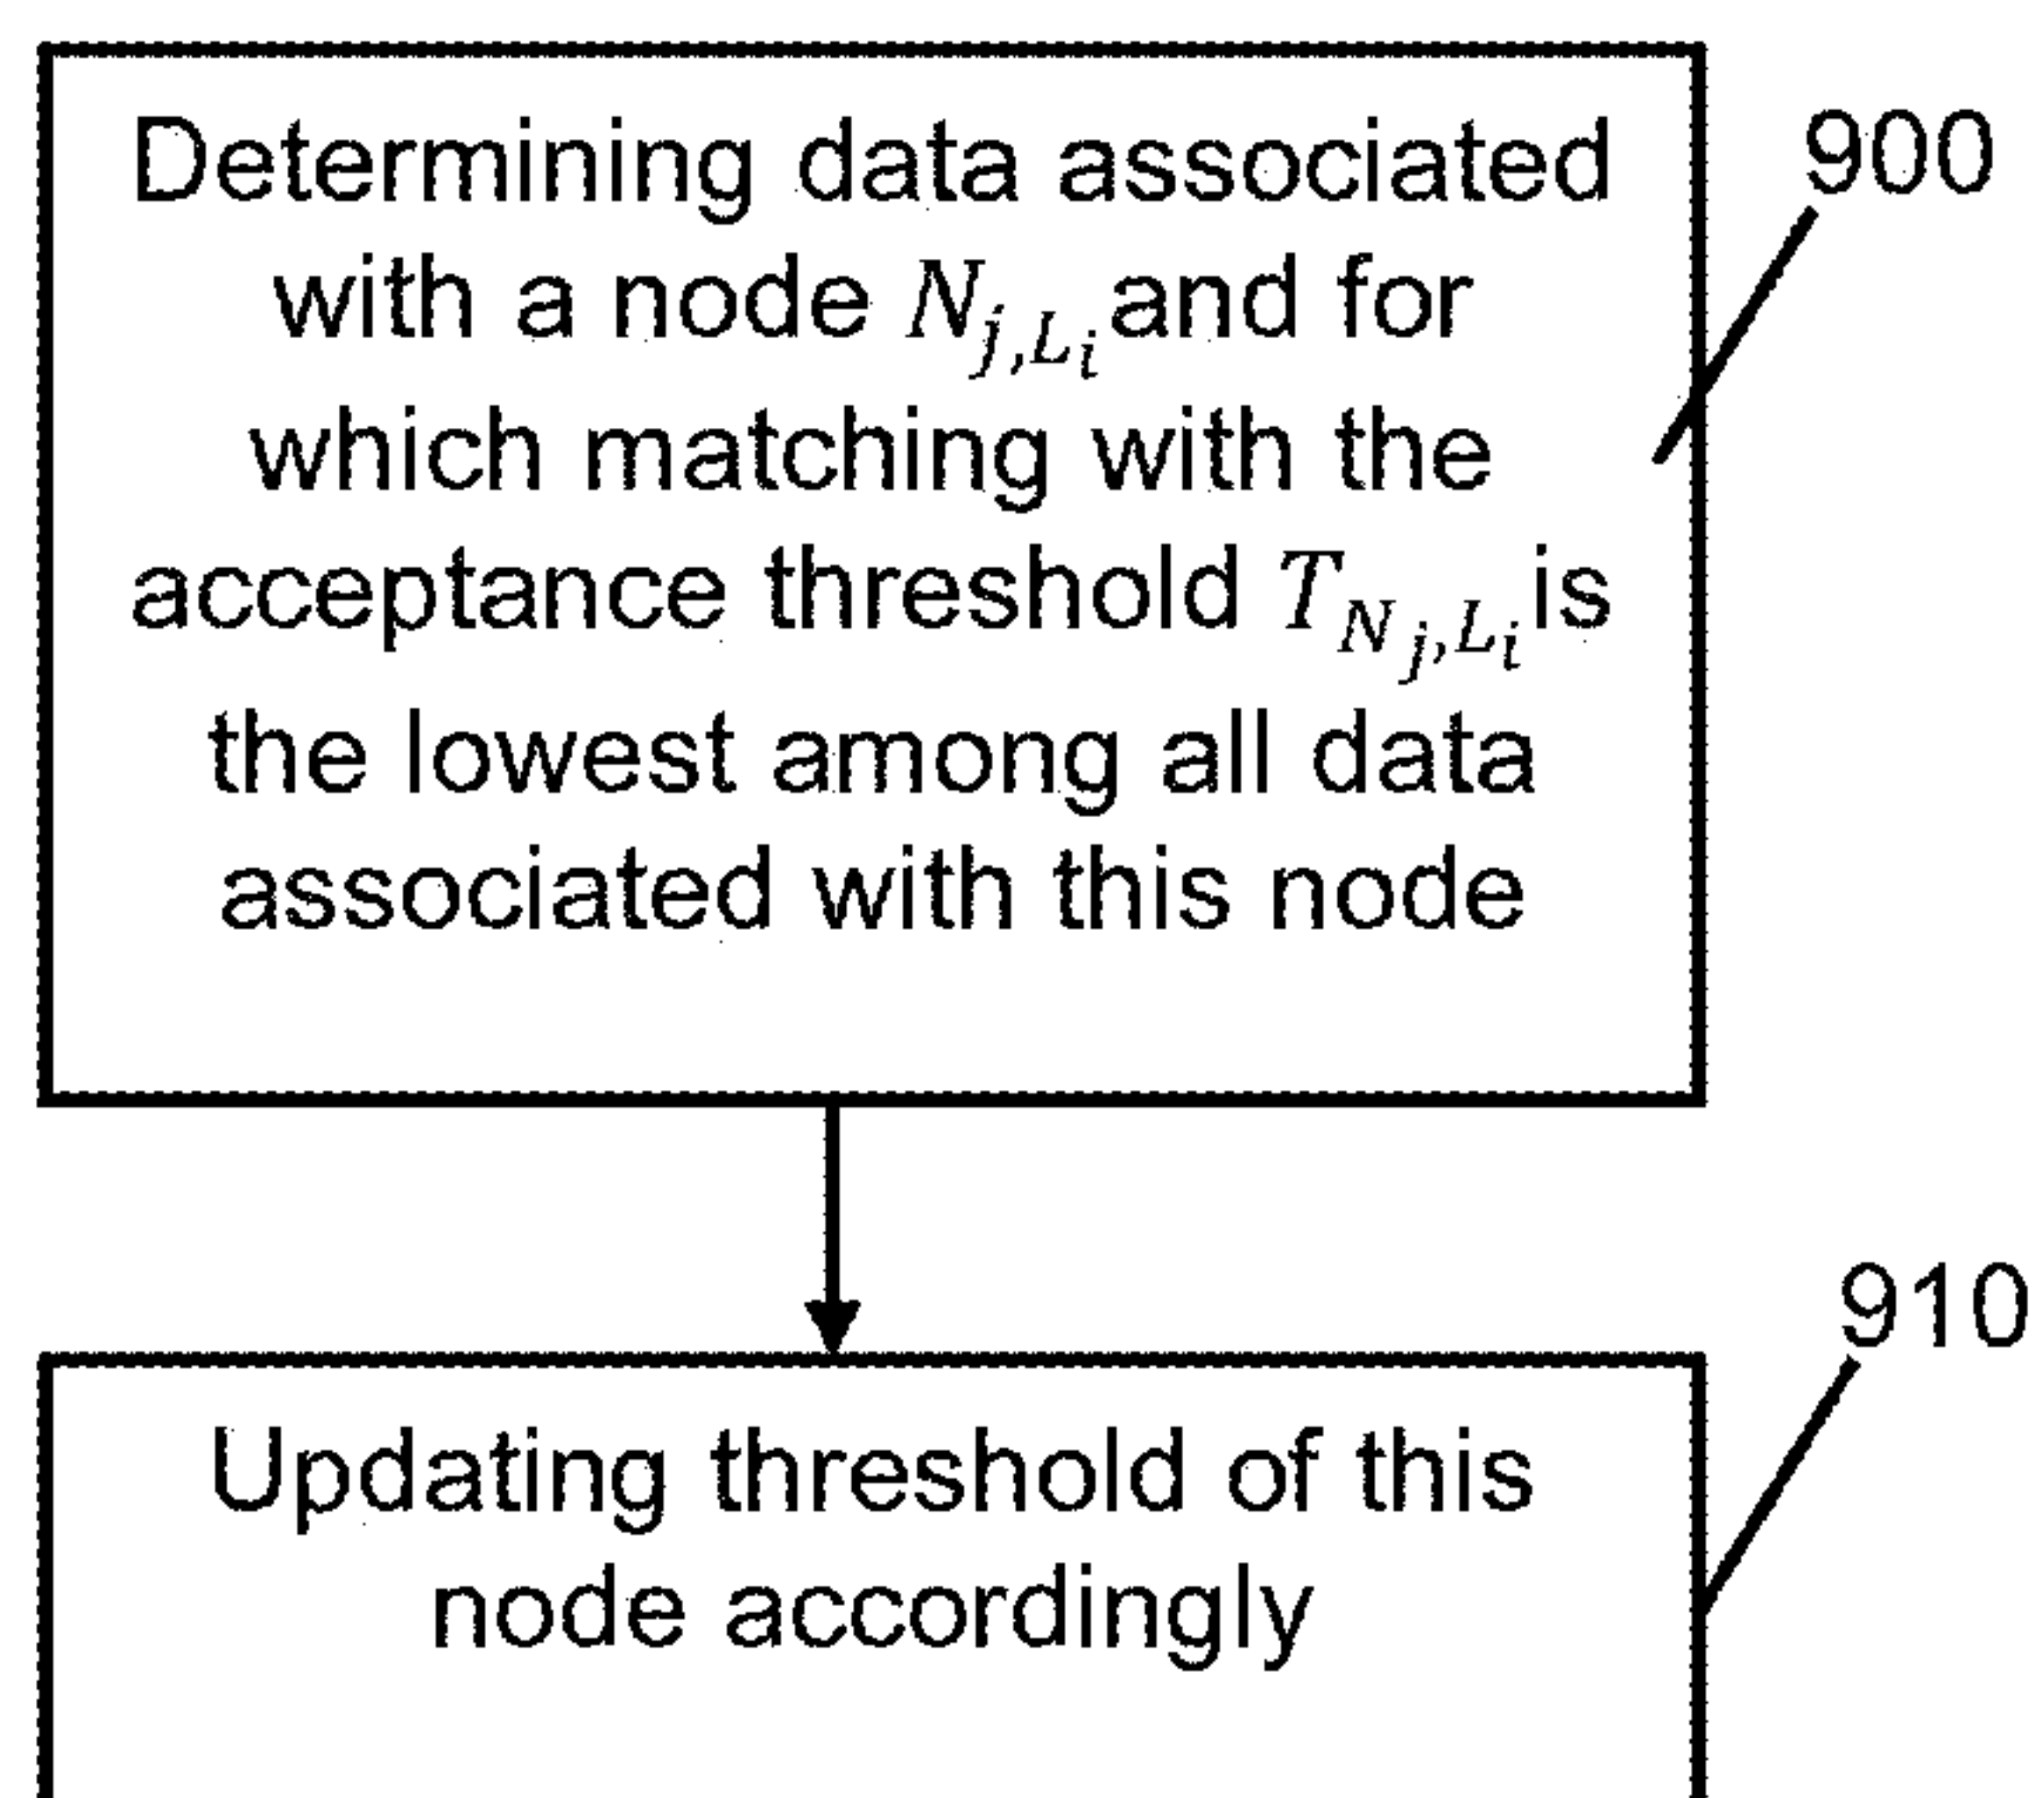 Determining data associated 900
with a node N_{j,L_i} and for
which matching with the
acceptance threshold T_{N_{j,L_i}} is
the lowest among all data
associated with this node
910
Updating threshold of this
node accordingly